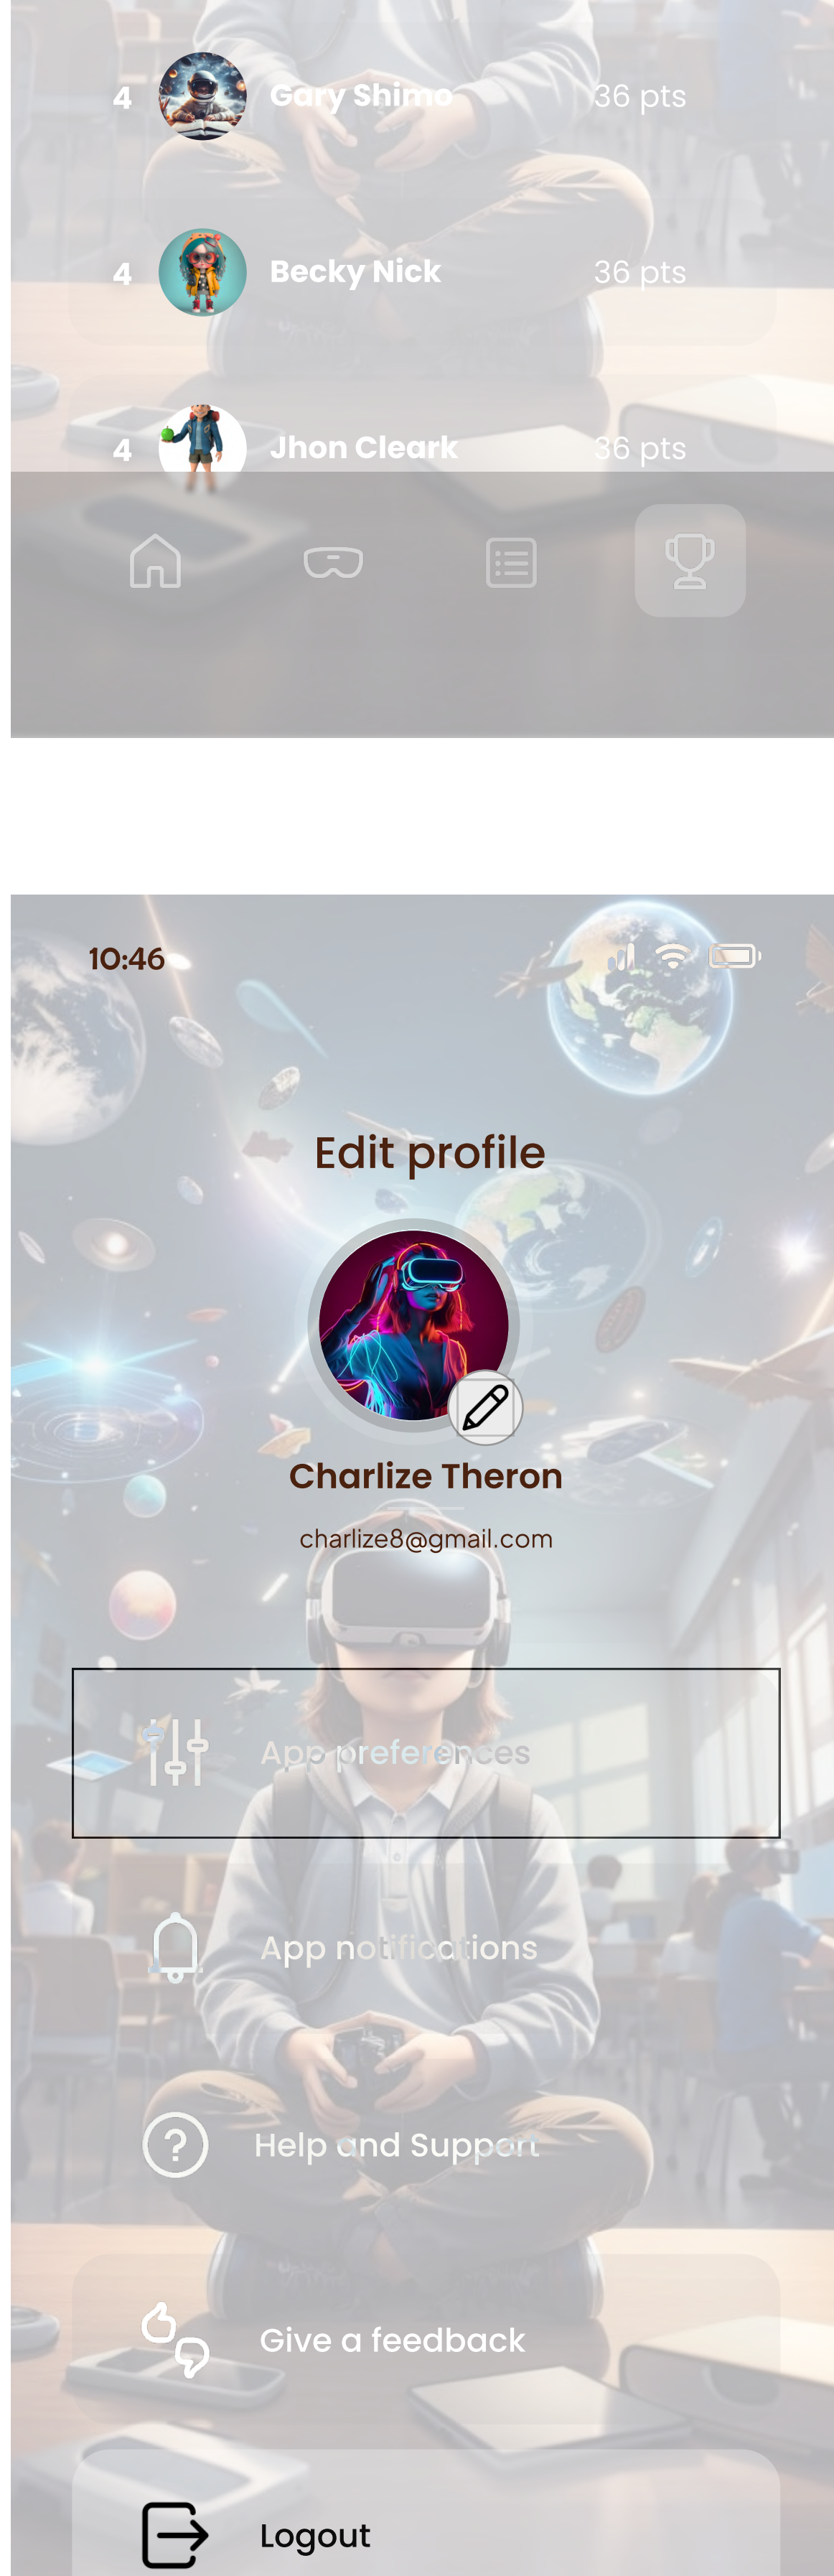 4 Gary Shimo 36 pts
4 Becky Nick 36 pts
4 Jhon Cleark 36 pts
10:46
Edit profile
Charlize Theron
charlize8@gmail.com
App preferences
App notifications
Help and Support
Give a feedback
Logout